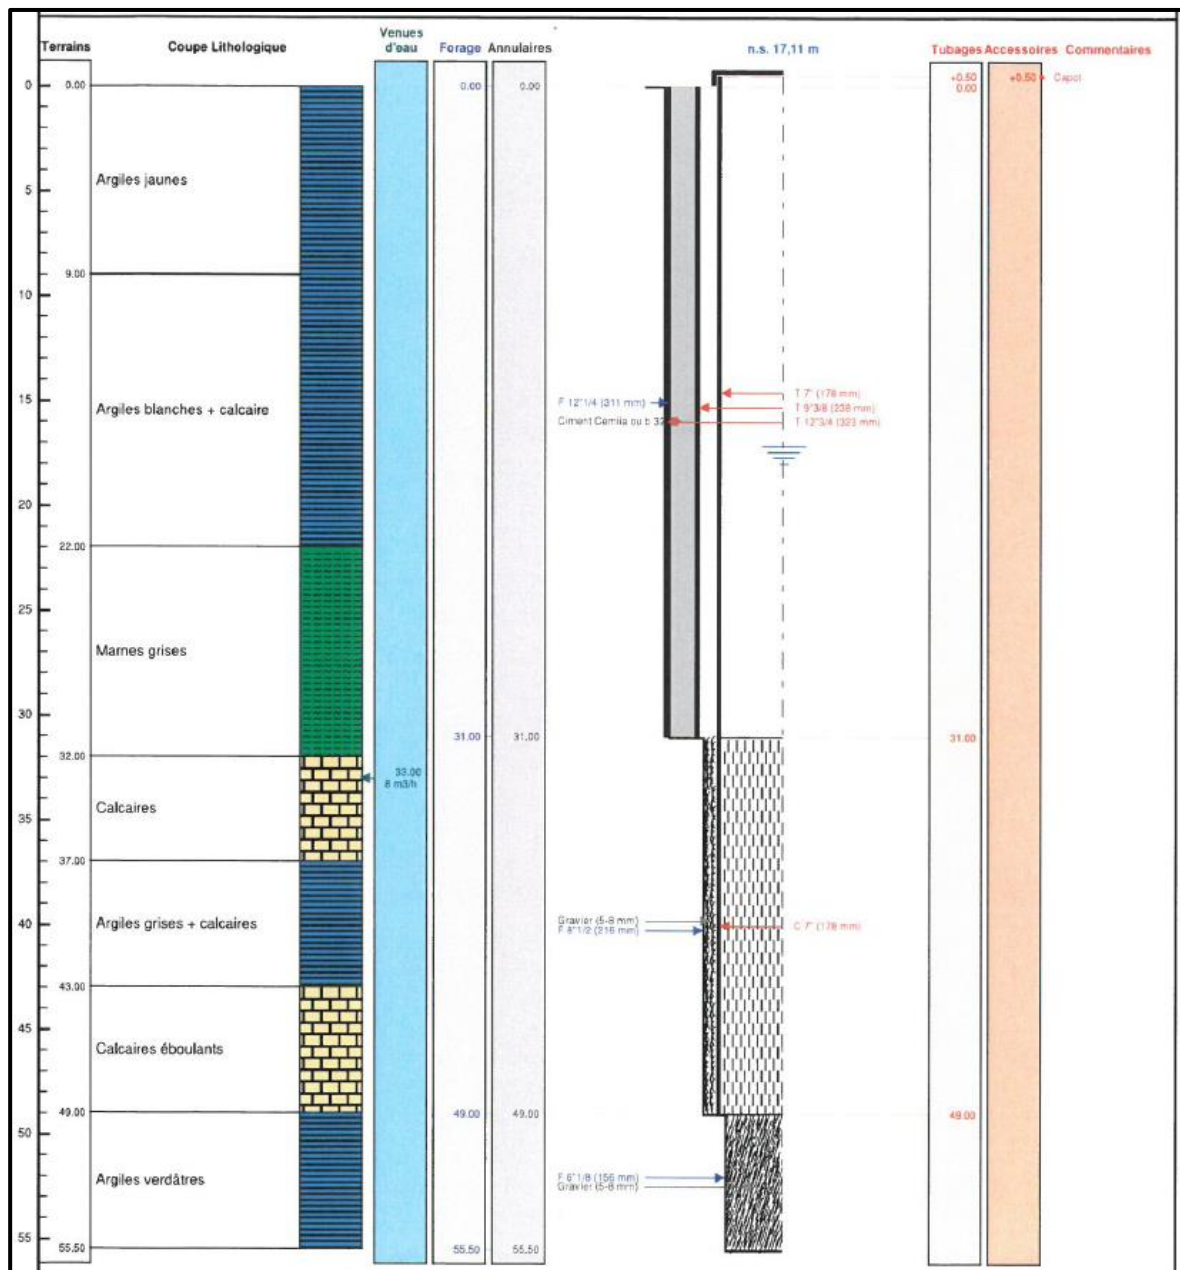 Terrains Coupe Lithologique Venues d'eau Forage Annulaires n.s. 17,11 m Tubages Accessoires Commentaires
+0.50 +0.50 Capot
0 0.00 0.00 0.00 0.00
Argiles jaunes
5
9.00
10
T 7" (178 mm)
15 Argiles blanches + calcaire F 12"1/4 (311 mm) T 9"3/8 (238 mm)
Ciment Cemiia ou b 32 T 12"3/4 (323 mm)
20
22.00
25
Marnes grises
30
31.00 31.00 31.00
32.00
33.00
8 m3/h
Calcaires
35
37.00
40 Argiles grises + calcaires Gravier (5-8 mm) C 7" (178 mm)
F 8"1/2 (216 mm)
43.00
45
Calcaires éboulants
49.00 49.00 49.00 49.00
50
Argiles verdâtres F 6"1/8 (156 mm)
Gravier (5-8 mm)
55
55.50 55.50 55.50